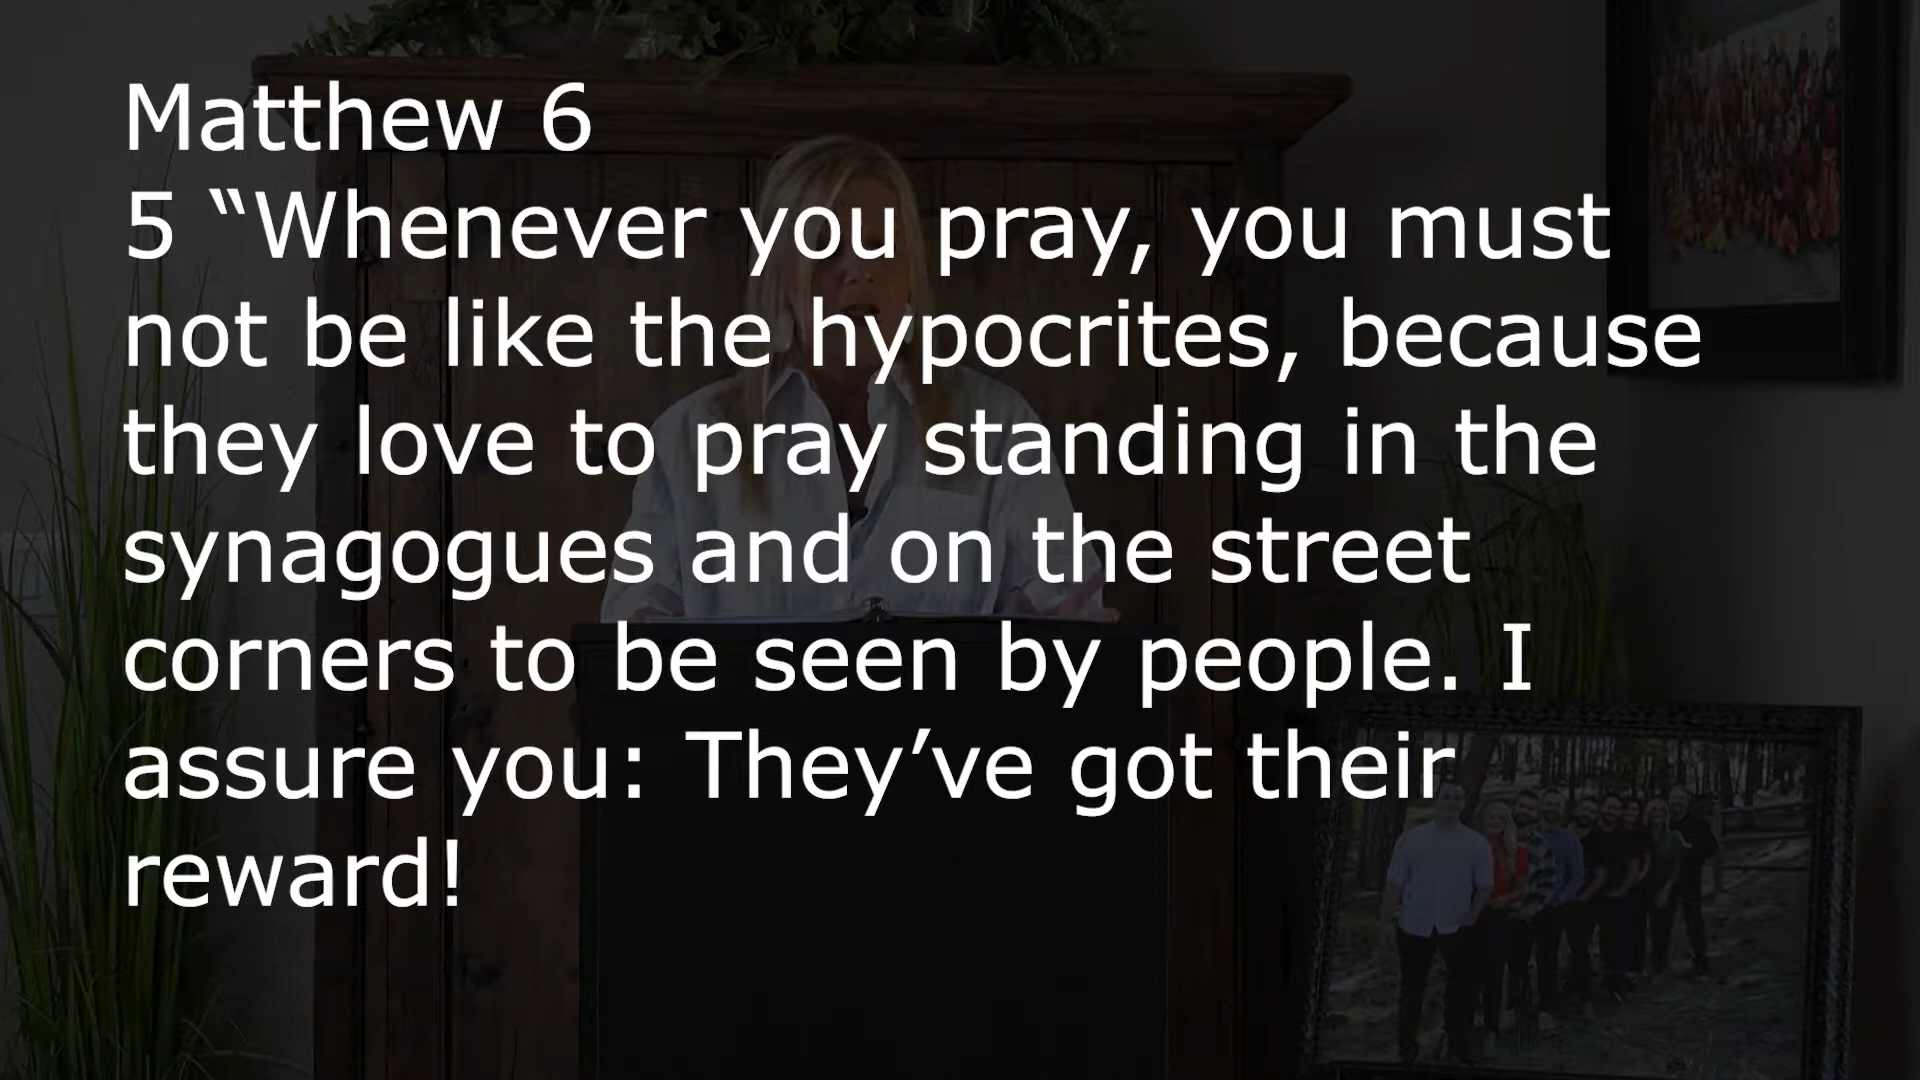 Matthew 6
5 “Whenever you pray, you must
not be like the hypocrites, because
they love to pray standing in the
synagogues and on the street
corners to be seen by people. I
assure you: They’ve got their
reward!